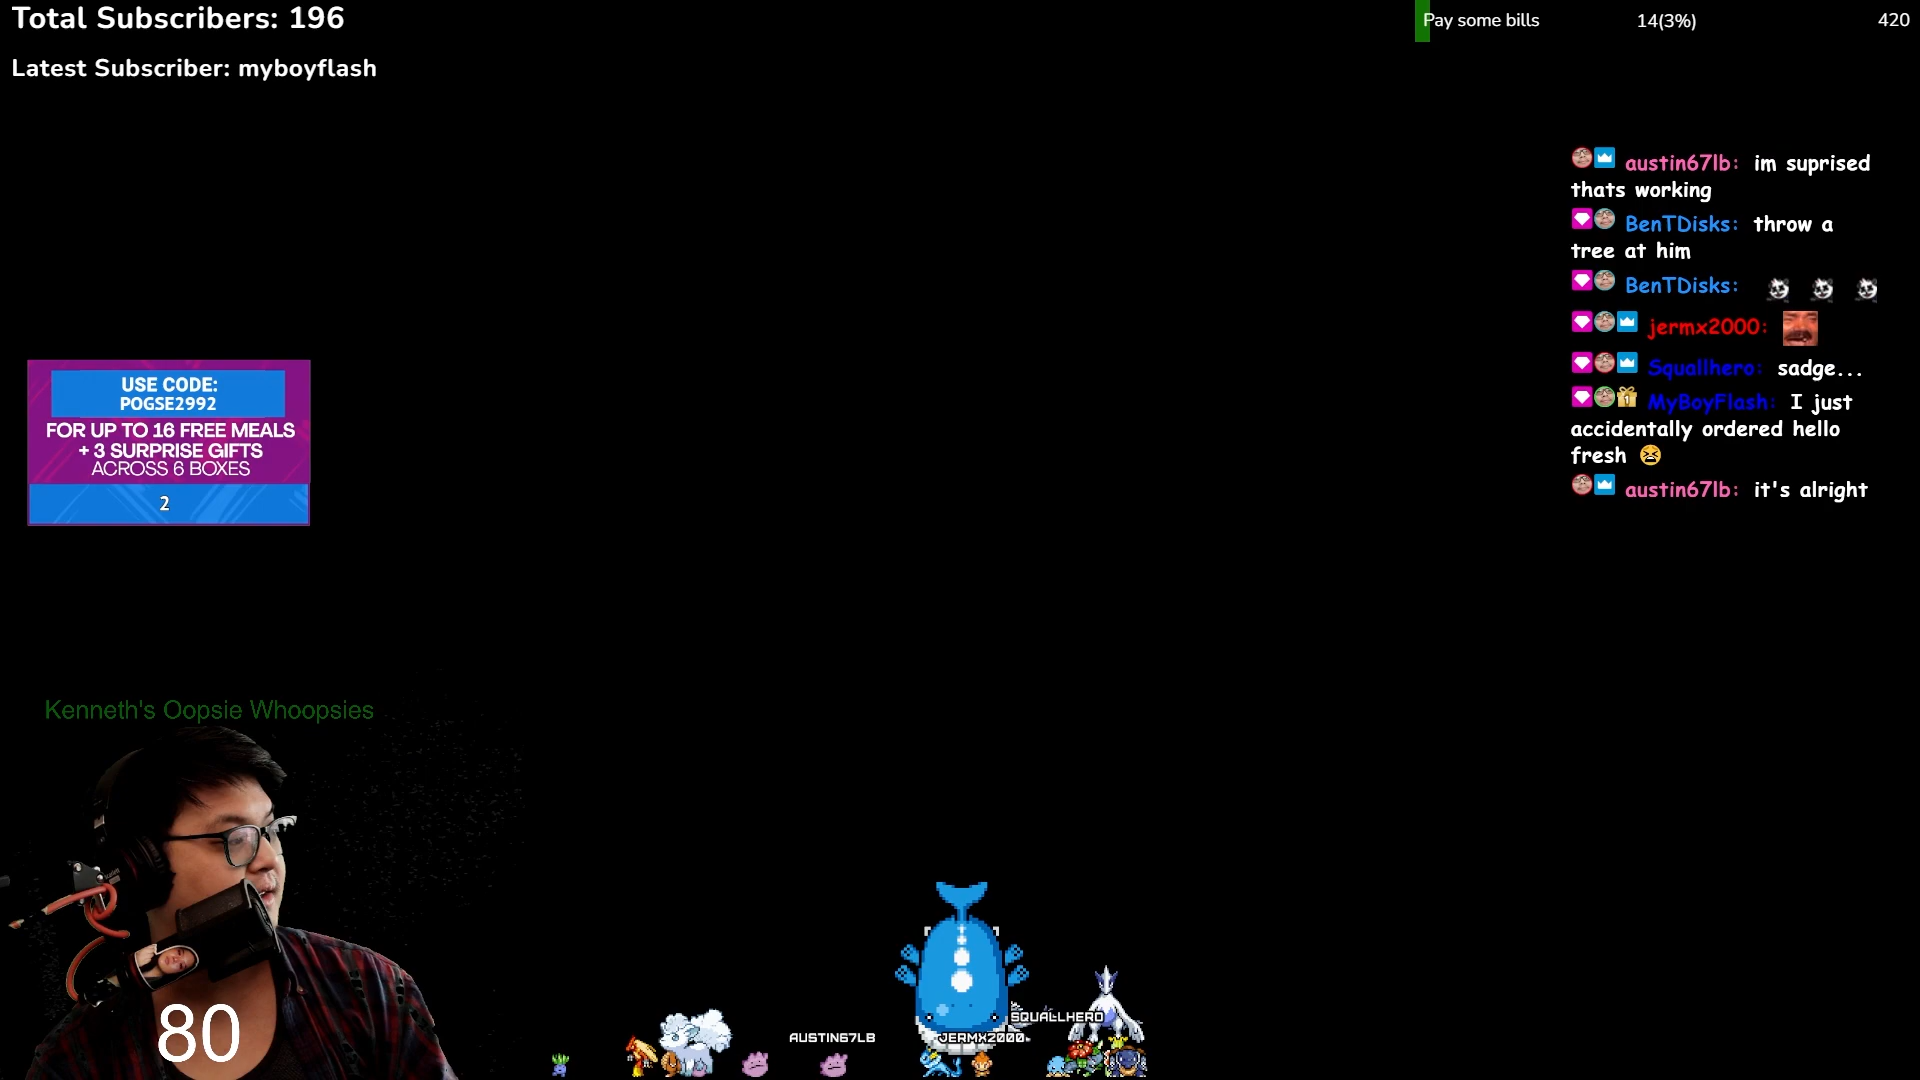 Total Subscribers: 196
Latest Subscriber: myboyflash
Pay some bills 14(3%) 420
austin67lb: im suprised
thats working
BenTDisks: throw a
tree at him
BenTDisks:
jermx2000:
Squallhero: sadge...
MyBoyFlash: I just
accidentally ordered hello
fresh
austin67lb: it's alright
USE CODE:
POGSE2992
FOR UP TO 16 FREE MEALS
+ 3 SURPRISE GIFTS
ACROSS 6 BOXES
2
Kenneth's Oopsie Whoopsies
80
SQUALLHERO
AUSTIN67LB
JERMX2000